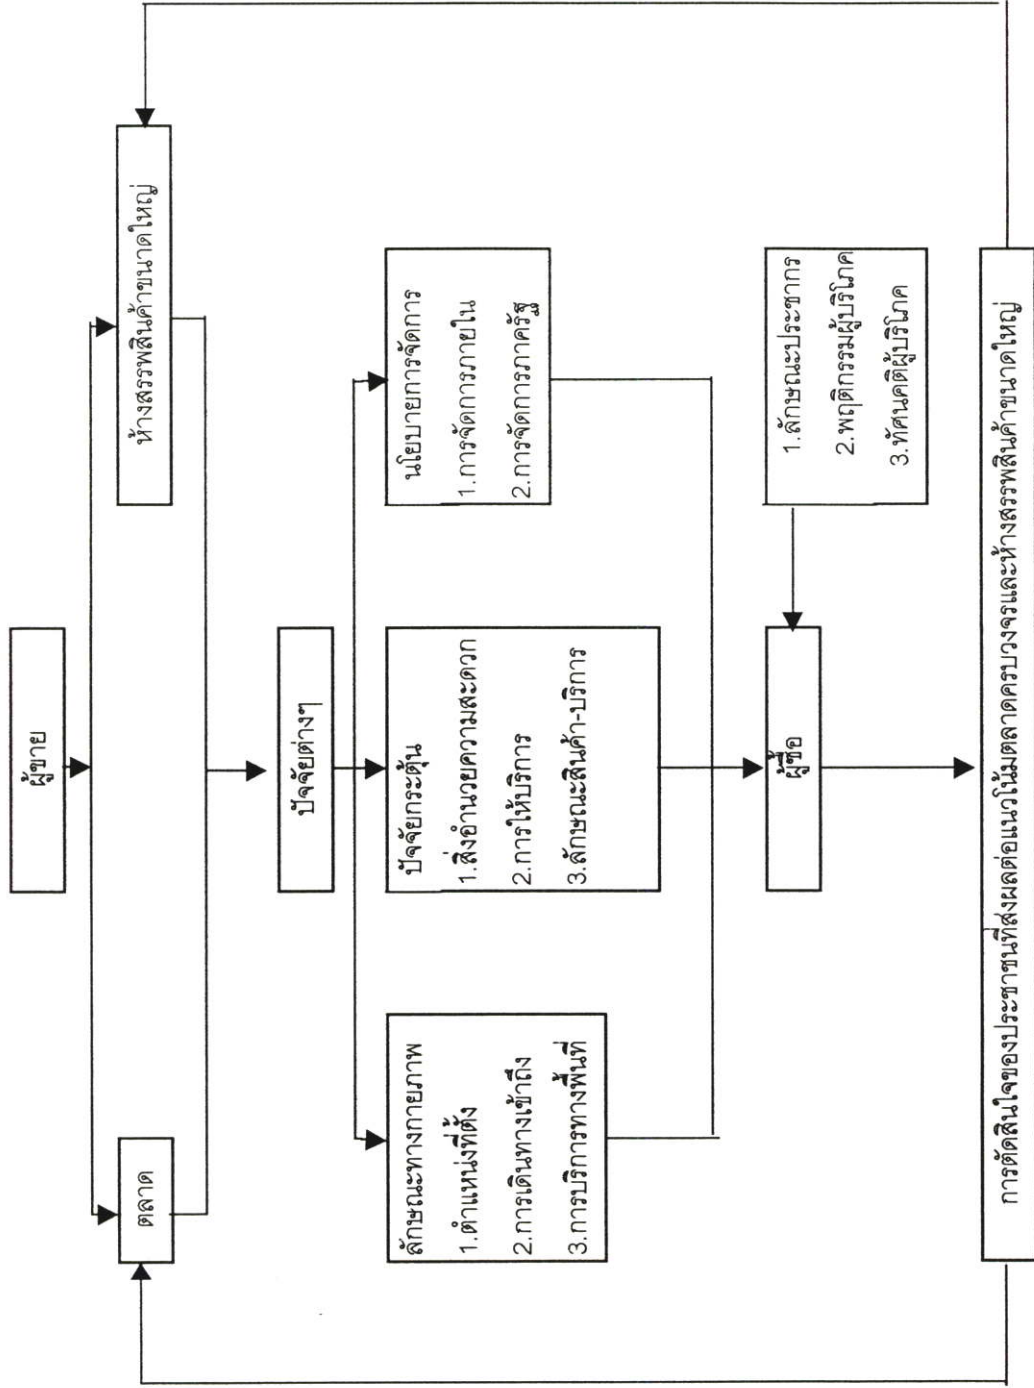 ผู้ขาย
ตลาด
ห้างสรรพสินค้าขนาดใหญ่
ปัจจัยต่างๆ
ลักษณะทางกายภาพ
1.ตำแหน่งที่ตั้ง
2.การเดินทางเข้าถึง
3.การบริการทางพื้นที่
ปัจจัยกระตุ้น
1.สิ่งอำนวยความสะดวก
2.การให้บริการ
3.ลักษณะสินค้า-บริการ
นโยบายการจัดการ
1.การจัดการภายใน
2.การจัดการภาครัฐ
ผู้ซื้อ
1.ลักษณะประชากร
2.พฤติกรรมผู้บริโภค
3.ทัศนคติผู้บริโภค
การตัดสินใจของประชาชนที่ส่งผลต่อแนวโน้มตลาดครบวงจรและห้างสรรพสินค้าขนาดใหญ่